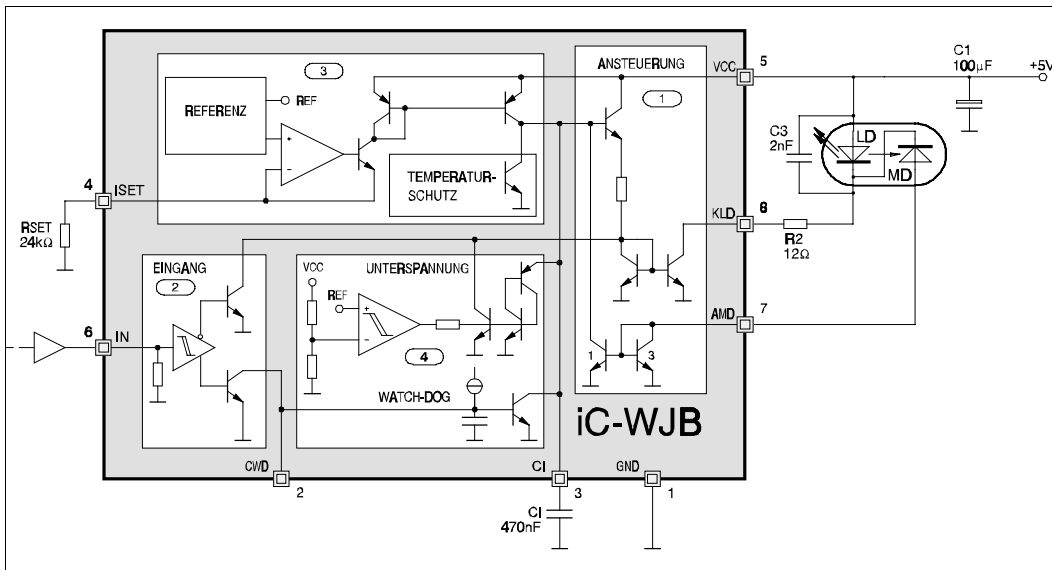 3
REFERENZ
REF
+
-
TEMPERATUR-
SCHUTZ
ANSTEUERUNG
1
VCC
5
C1
100µF
+5V
C3
2nF
LD
MD
4
ISET
RSET
24kΩ
KLD
8
R2
12Ω
EINGANG
2
VCC
UNTERSPANNUNG
REF
+
-
4
WATCH-DOG
6
IN
AMD
7
1
3
iC-WJB
CWD
2
CI
3
GND
1
CI
470nF